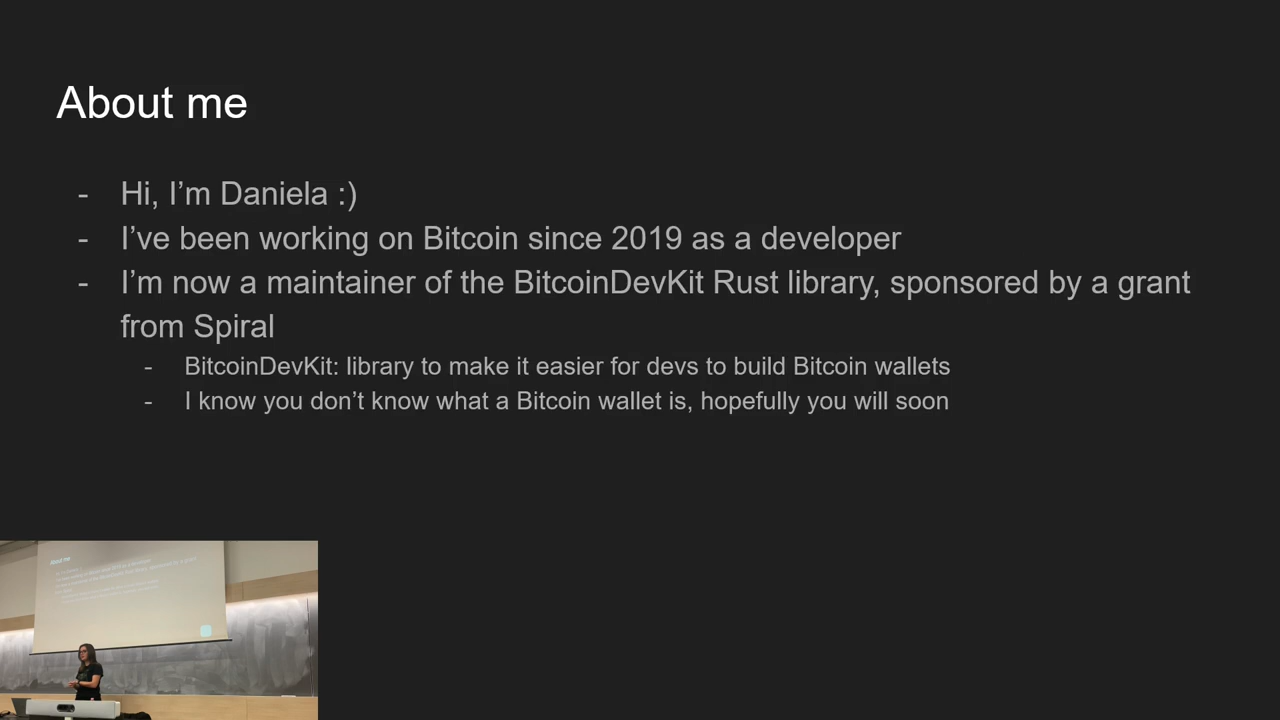 About me
- Hi, I’m Daniela :)
- I’ve been working on Bitcoin since 2019 as a developer
- I’m now a maintainer of the BitcoinDevKit Rust library, sponsored by a grant
from Spiral
- BitcoinDevKit: library to make it easier for devs to build Bitcoin wallets
- I know you don’t know what a Bitcoin wallet is, hopefully you will soon
About me